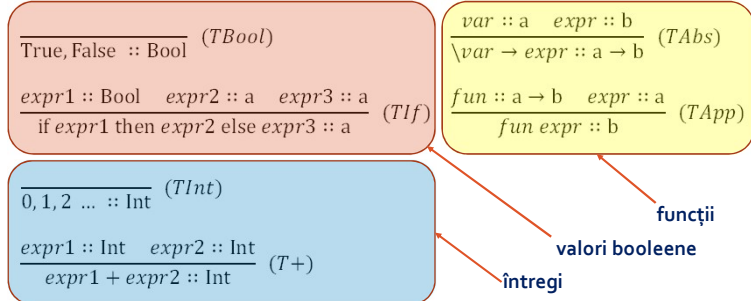 True, False :: Bool (TBool)
expr1 :: Bool expr2 :: a expr3 :: a
if expr1 then expr2 else expr3 :: a (TIf)
var :: a expr :: b
\var → expr :: a → b (TAbs)
fun :: a → b expr :: a
fun expr :: b (TApp)
0, 1, 2 ... :: Int (TInt)
expr1 :: Int expr2 :: Int
expr1 + expr2 :: Int (T+)
funcții
valori booleene
întregi